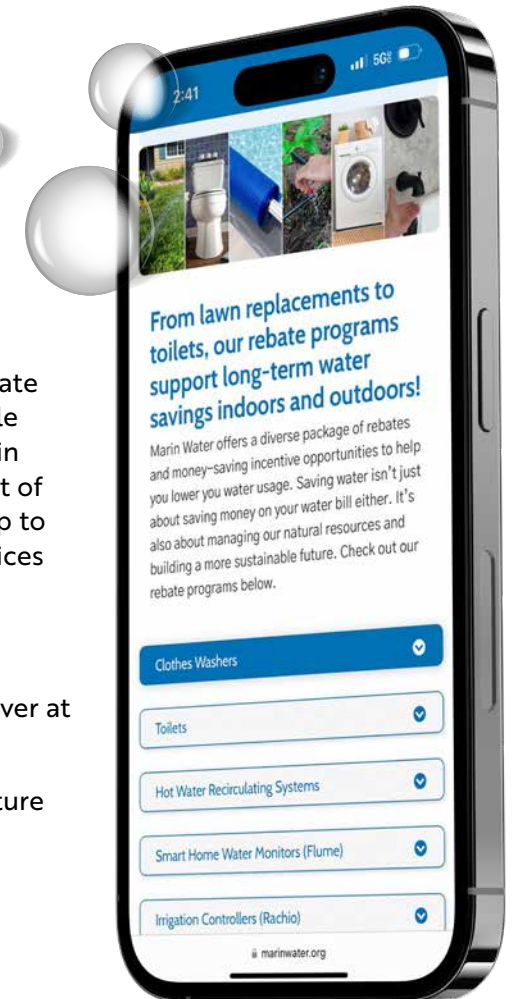 ate
le
in
t of
p to
ices
ver at
ture
2:41
5G
From lawn replacements to
toilets, our rebate programs
support long-term water
savings indoors and outdoors!
Marin Water offers a diverse package of rebates
and money-saving incentive opportunities to help
you lower you water usage. Saving water isn't just
about saving money on your water bill either. It's
also about managing our natural resources and
building a more sustainable future. Check out our
rebate programs below.
Clothes Washers
Toilets
Hot Water Recirculating Systems
Smart Home Water Monitors (Flume)
Irrigation Controllers (Rachio)
marinwater.org